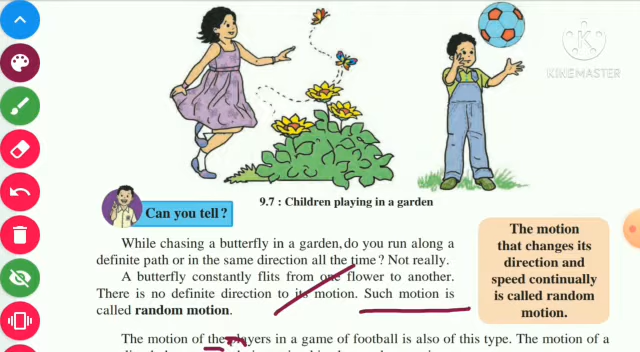 KINEMASTER
9.7 : Children playing in a garden
Can you tell ?
While chasing a butterfly in a garden, do you run along a
definite path or in the same direction all the time ? Not really.
A butterfly constantly flits from one flower to another.
There is no definite direction to its motion. Such motion is
called random motion.
The motion
that changes its
direction and
speed continually
is called random
motion.
The motion of the players in a game of football is also of this type. The motion of a